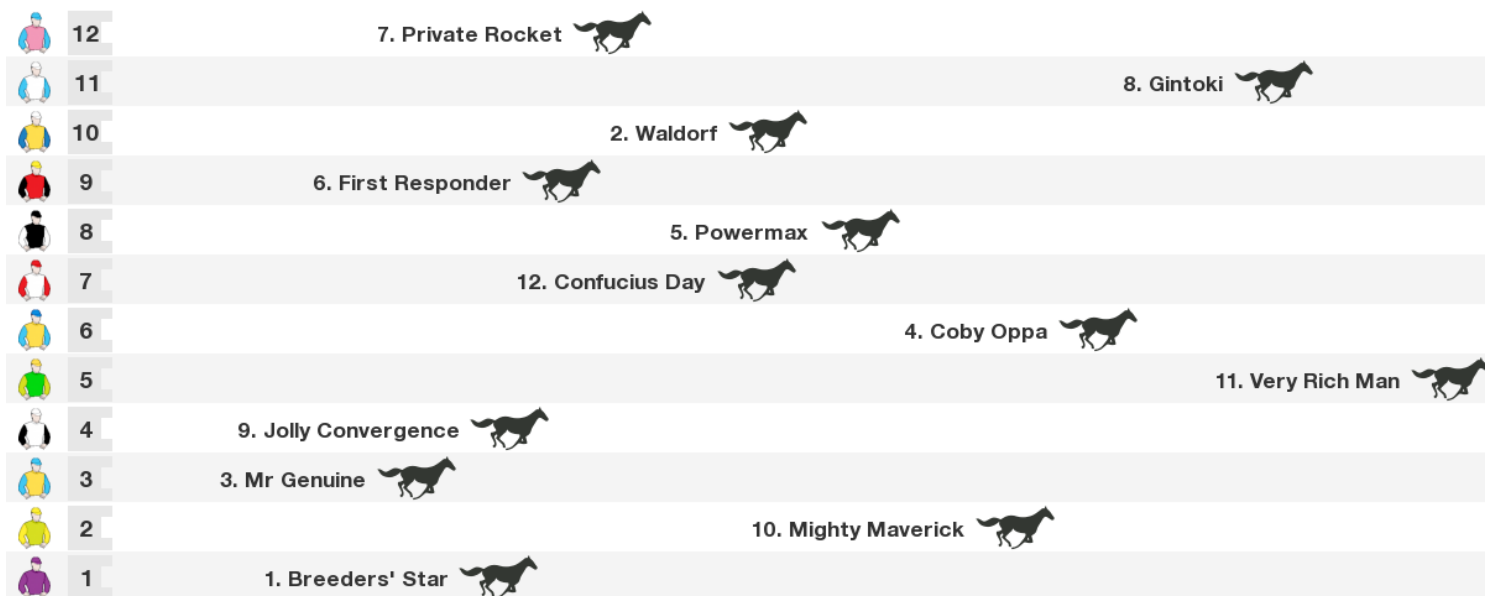 12 7. Private Rocket
11 8. Gintoki
10 2. Waldorf
9 6. First Responder
8 5. Powermax
7 12. Confucius Day
6 4. Coby Oppa
5 11. Very Rich Man
4 9. Jolly Convergence
3 3. Mr Genuine
2 10. Mighty Maverick
1 1. Breeders' Star